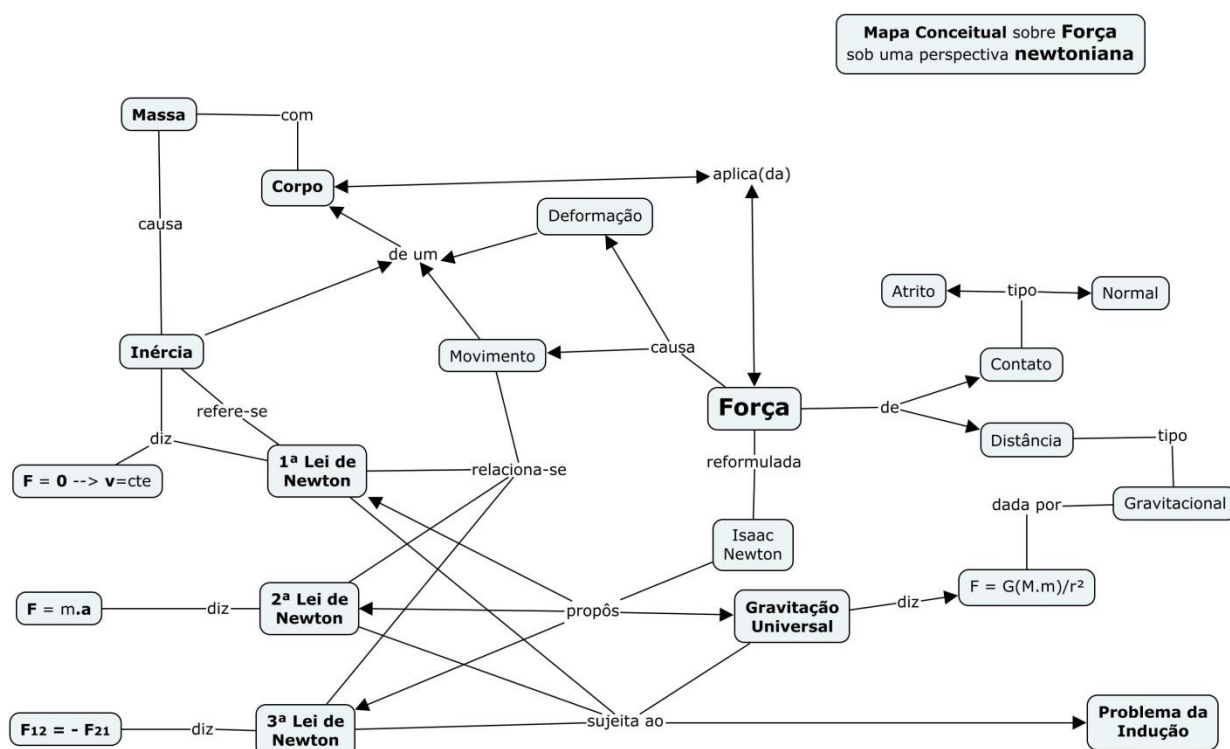 Mapa Conceitual sobre Força
sob uma perspectiva newtoniana
Massa
com
Corpo
aplica(da)
causa
Deformação
de um
Atrito
tipo
Normal
Inércia
Movimento
causa
Contato
refere-se
Força
de
diz
Distância
tipo
1ª Lei de
Newton
relaciona-se
reformulada
F = 0 --> v=cte
dada por
Gravitacional
Isaac
Newton
F = m.a
diz
2ª Lei de
Newton
propôs
Gravitação
Universal
diz
F = G(M.m)/r²
F12 = - F21
diz
3ª Lei de
Newton
sujeita ao
Problema da
Indução